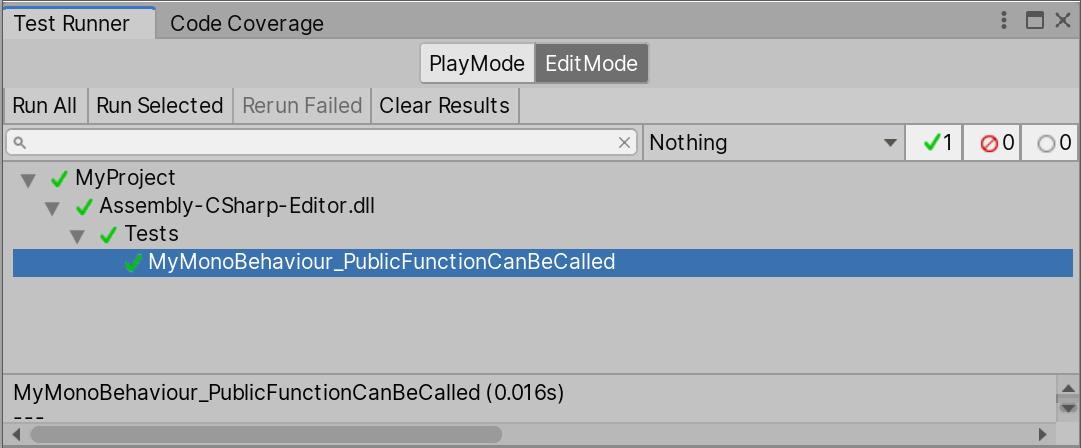 Test Runner Code Coverage
PlayMode EditMode
Run All Run Selected Rerun Failed Clear Results
Nothing 1 0 0
MyProject
Assembly-CSharp-Editor.dll
Tests
MyMonoBehaviour_PublicFunctionCanBeCalled
MyMonoBehaviour_PublicFunctionCanBeCalled (0.016s)
---